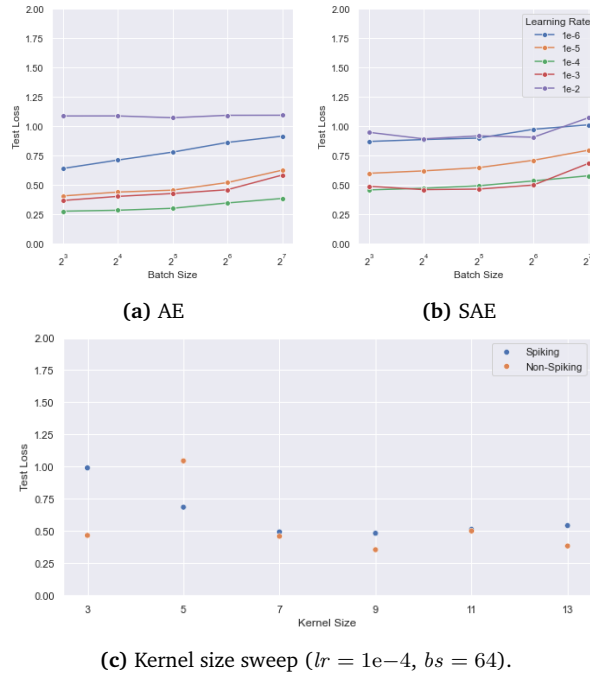 2.00
1.75
1.50
1.25
1.00
0.75
0.50
0.25
0.00
Test Loss
2^3 2^4 2^5 2^6 2^7
Batch Size
(a) AE
2.00
1.75
1.50
1.25
1.00
0.75
0.50
0.25
0.00
Test Loss
Learning Rate
1e-6
1e-5
1e-4
1e-3
1e-2
2^3 2^4 2^5 2^6
Batch Size
(b) SAE
2.00
1.75
1.50
1.25
1.00
0.75
0.50
0.25
0.00
Test Loss
Spiking
Non-Spiking
3 5 7 9 11 13
Kernel Size
(c) Kernel size sweep (lr = 1e−4, bs = 64).